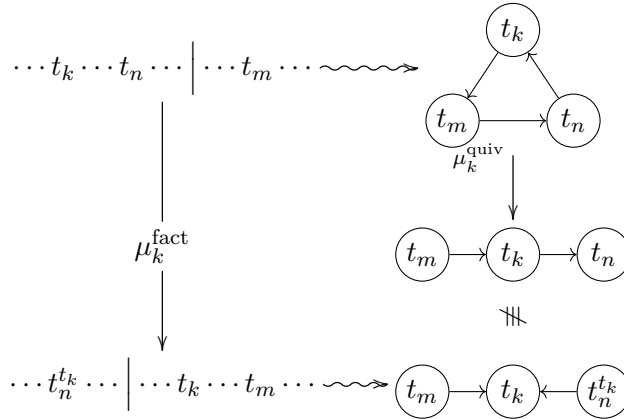 t_k
⋯ t_k ⋯ t_n ⋯ | ⋯ t_m ⋯
t_m t_n
μ_k^quiv
μ_k^fact
t_m t_k t_n
⋯ t_n^{t_k} ⋯ | ⋯ t_k ⋯ t_m ⋯ t_m t_k t_n^{t_k}